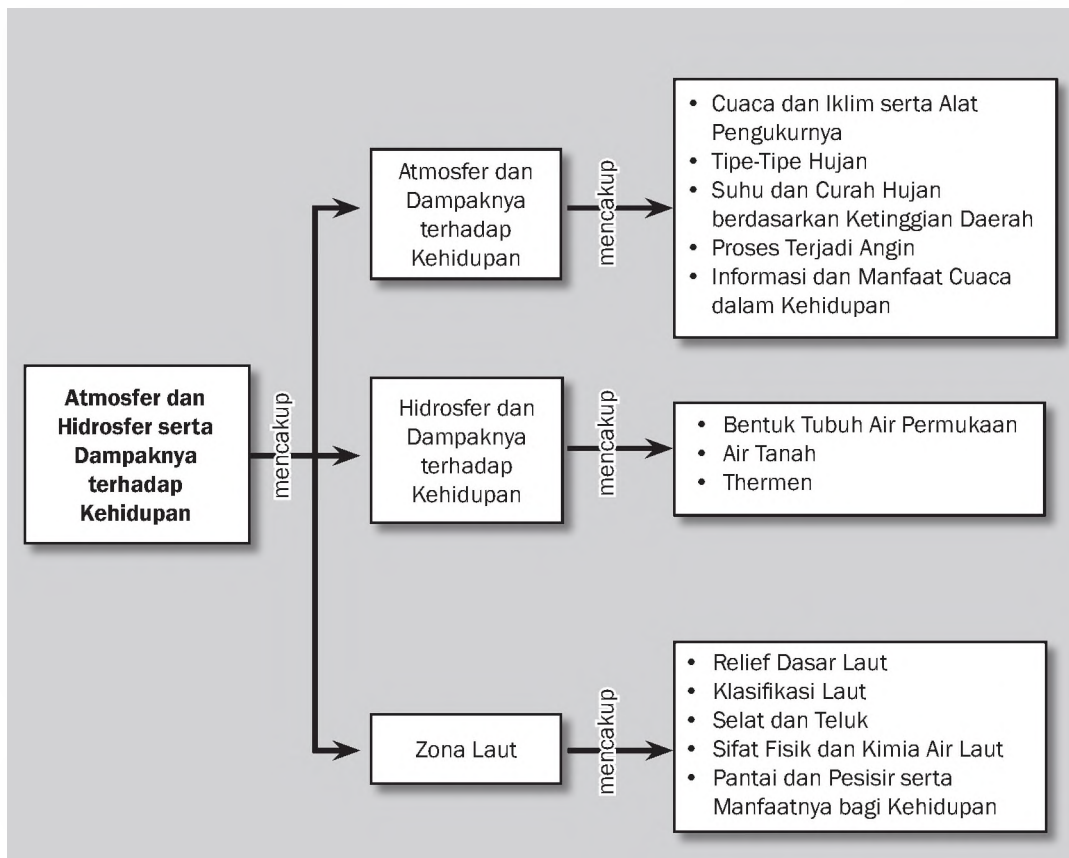 Atmosfer dan
Hidrosfer serta
Dampaknya
terhadap
Kehidupan
mencakup
Atmosfer dan
Dampaknya
terhadap
Kehidupan
mencakup
• Cuaca dan Iklim serta Alat
Pengukurnya
• Tipe-Tipe Hujan
• Suhu dan Curah Hujan
berdasarkan Ketinggian Daerah
• Proses Terjadi Angin
• Informasi dan Manfaat Cuaca
dalam Kehidupan
Hidrosfer dan
Dampaknya
terhadap
Kehidupan
mencakup
• Bentuk Tubuh Air Permukaan
• Air Tanah
• Thermen
Zona Laut
mencakup
• Relief Dasar Laut
• Klasifikasi Laut
• Selat dan Teluk
• Sifat Fisik dan Kimia Air Laut
• Pantai dan Pesisir serta
Manfaatnya bagi Kehidupan